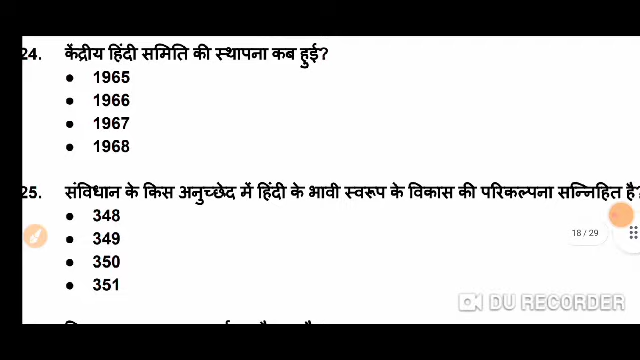 24. केंद्रीय हिंदी समिति की स्थापना कब हुई?
● 1965
● 1966
● 1967
● 1968
25. संविधान के किस अनुच्छेद में हिंदी के भावी स्वरूप के विकास की परिकल्पना सन्निहित है?
● 348
● 349
18 / 29
● 350
● 351
DU RECORDER